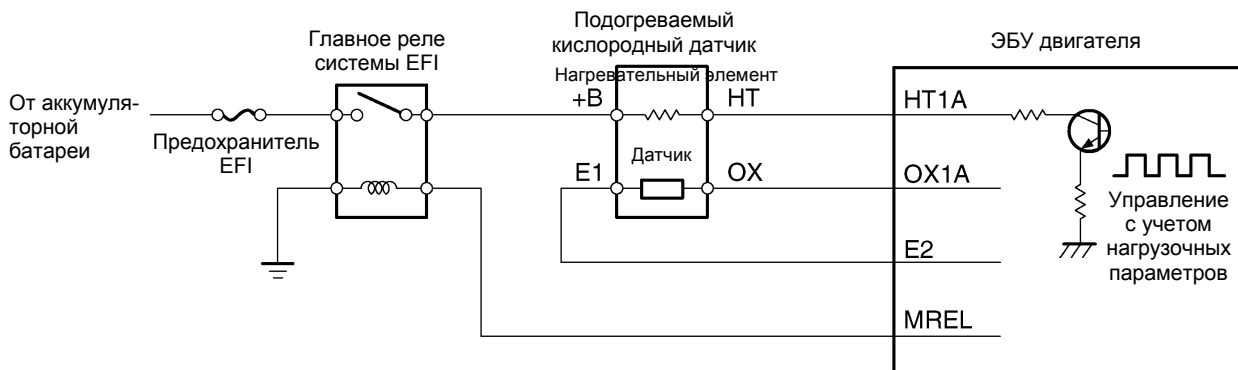 Подогреваемый
кислородный датчик
Главное реле
системы EFI
ЭБУ двигателя
Нагревательный элемент
От аккумуля-
торной
батареи
+B
HT
HT1A
Предохранитель
EFI
Датчик
E1
OX
OX1A
Управление
с учетом
нагрузочных
параметров
E2
MREL